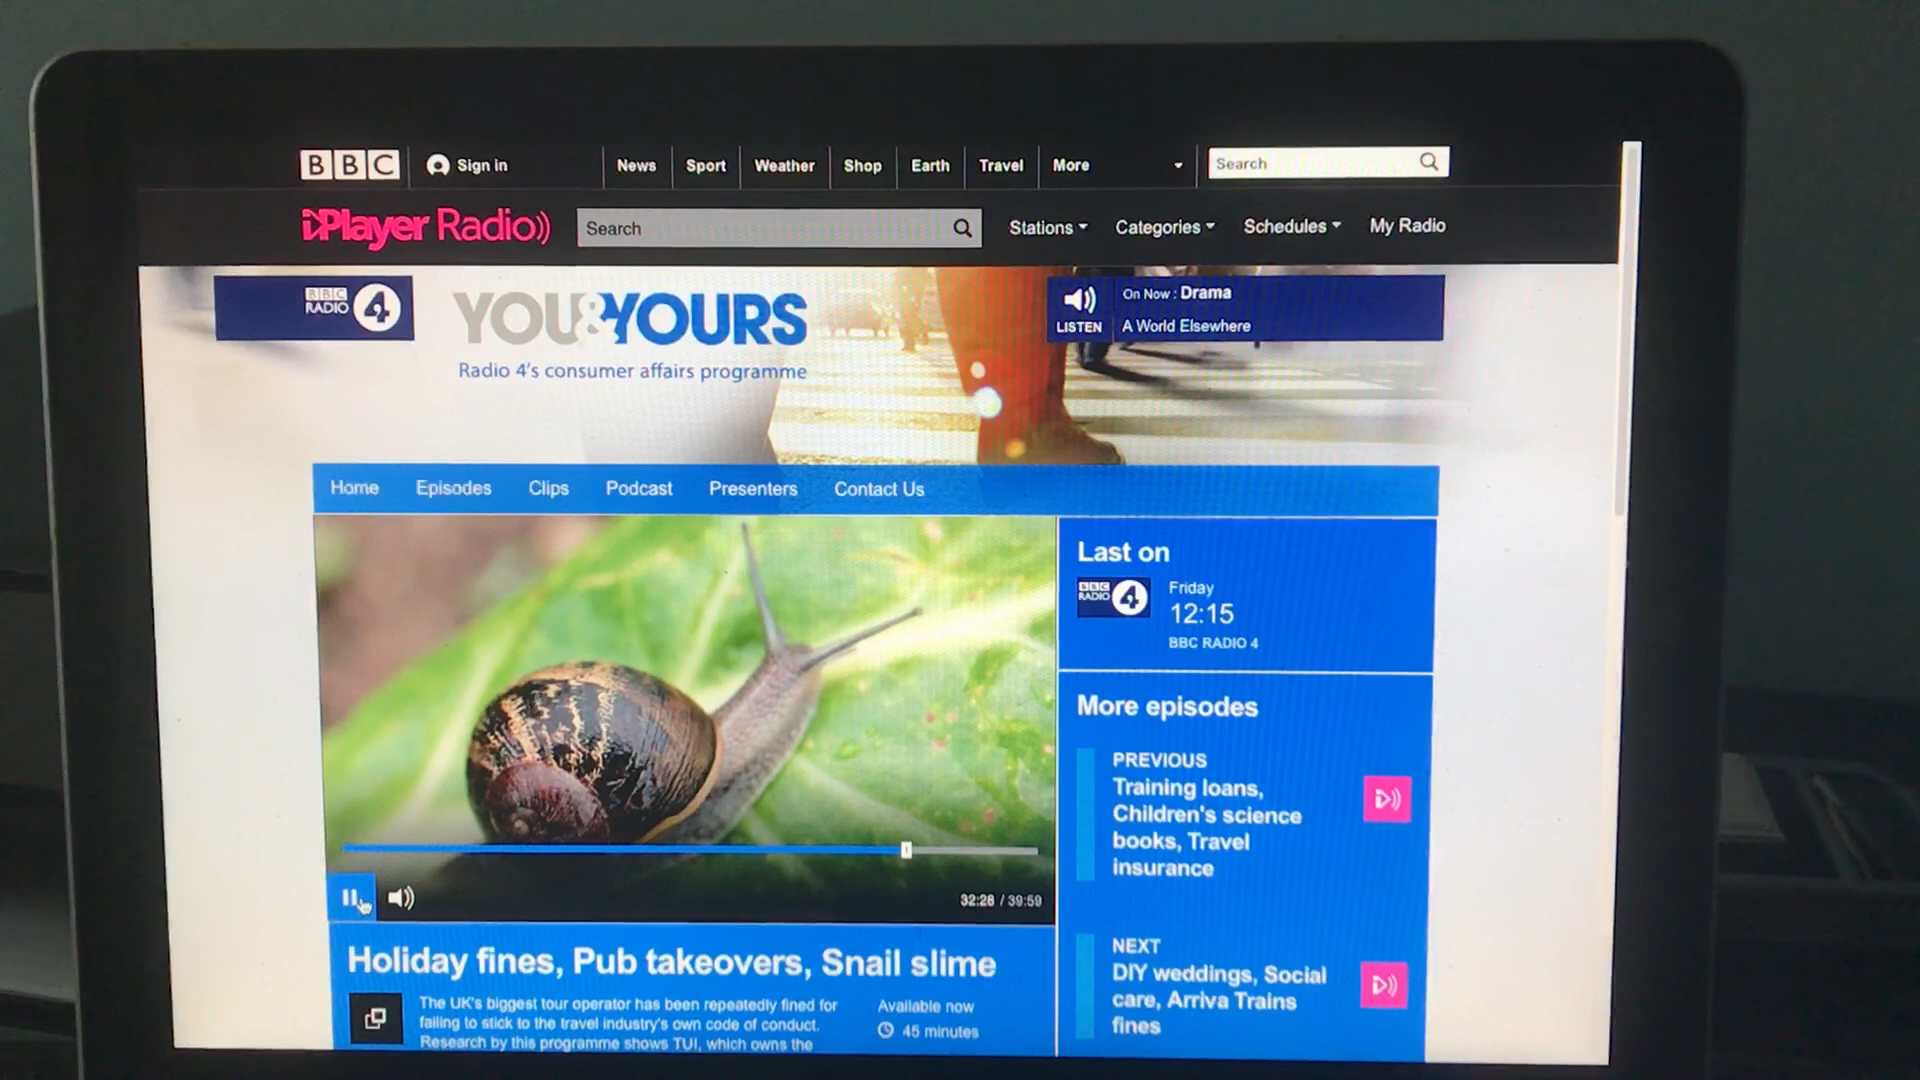 BBC
Sign in
News
Sport
Weather
Shop
Earth
Travel
More
Search
iPlayer Radio
Search
Stations
Categories
Schedules
My Radio
BBC
RADIO 4
YOU&YOURS
Radio 4's consumer affairs programme
LISTEN
On Now : Drama
A World Elsewhere
Home
Episodes
Clips
Podcast
Presenters
Contact Us
Last on
BBC
RADIO 4
Friday
12:15
BBC RADIO 4
More episodes
PREVIOUS
Training loans,
Children's science
books, Travel
insurance
32:28 / 39:59
NEXT
DIY weddings, Social
care, Arriva Trains
fines
Holiday fines, Pub takeovers, Snail slime
The UK's biggest tour operator has been repeatedly fined for
failing to stick to the travel industry's own code of conduct.
Research by this programme shows TUI, which owns the
Available now
45 minutes